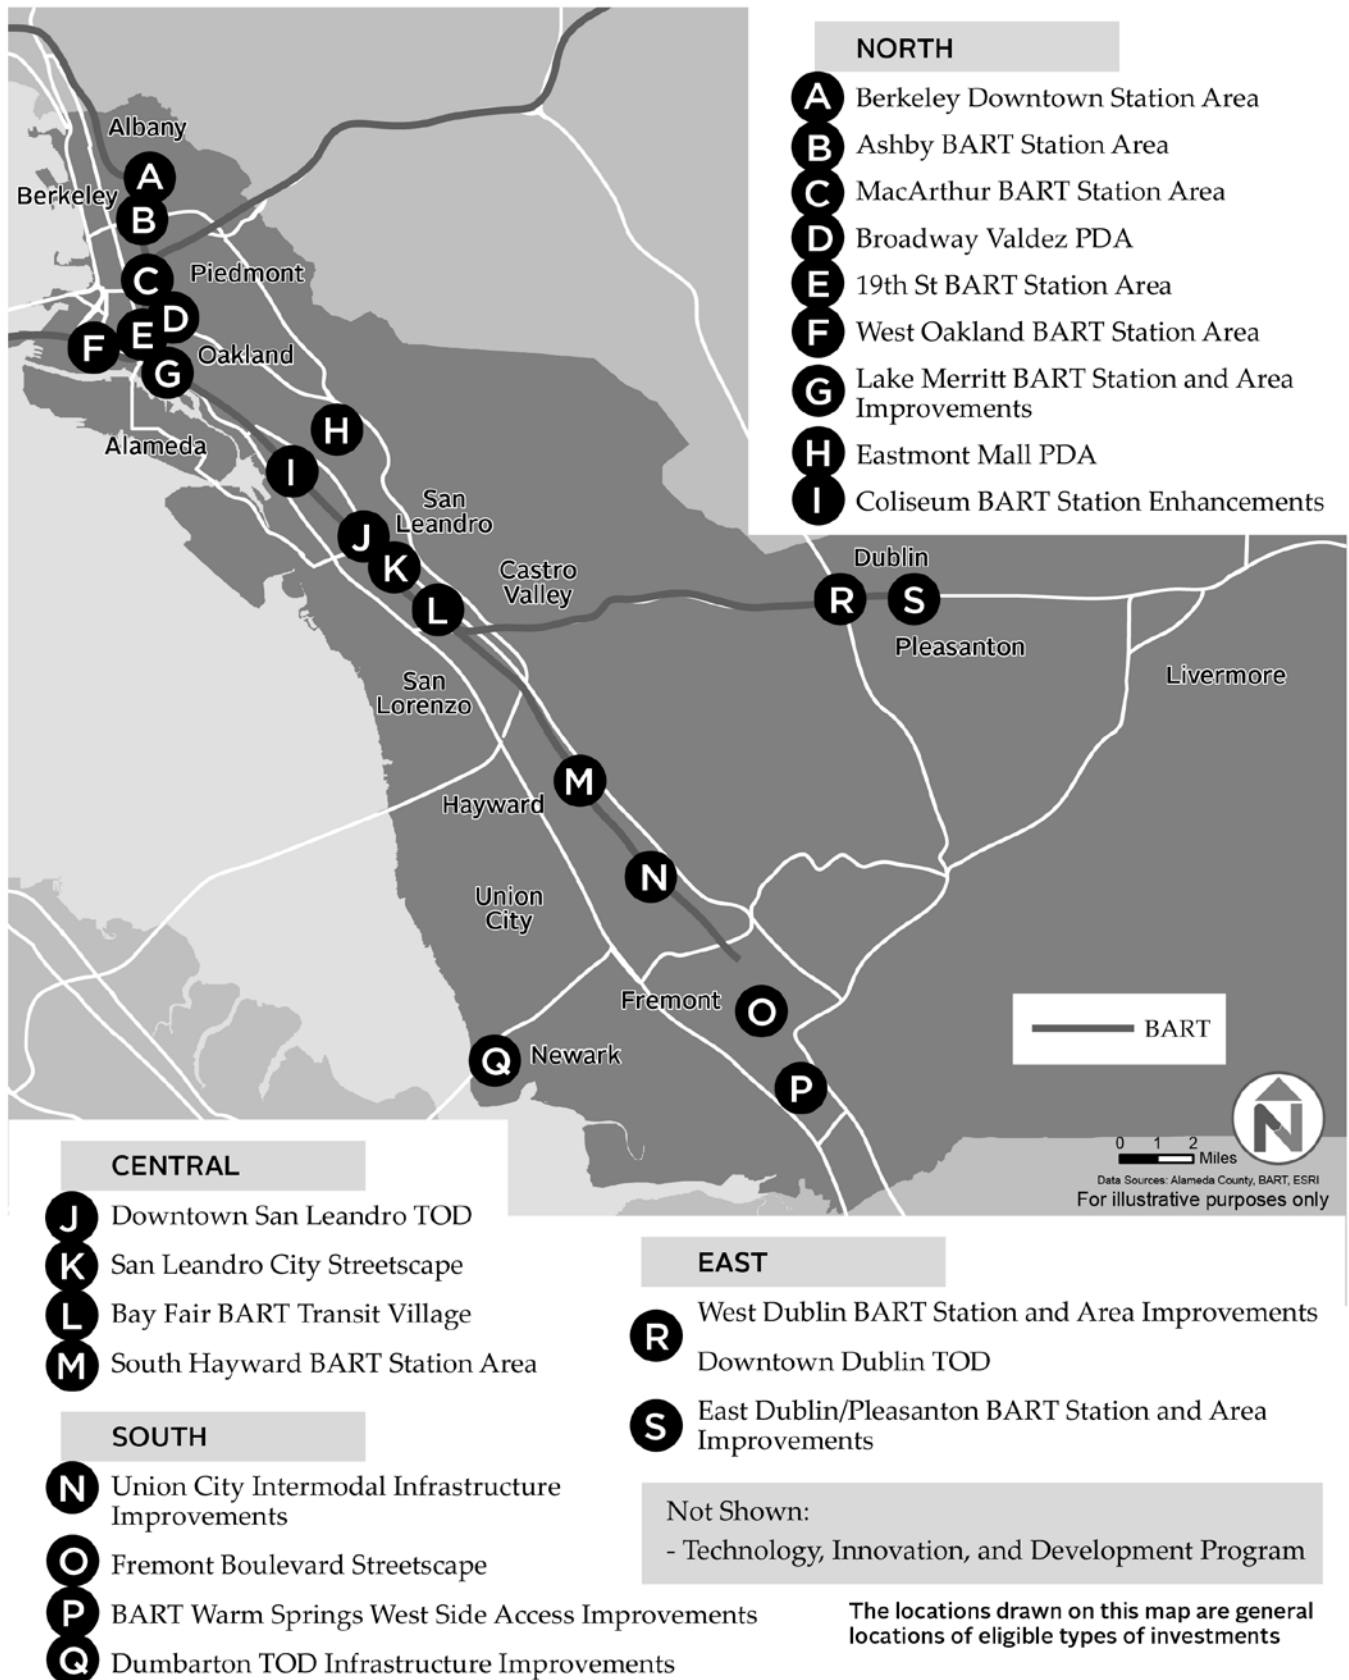 NORTH
A Berkeley Downtown Station Area
B Ashby BART Station Area
C MacArthur BART Station Area
D Broadway Valdez PDA
E 19th St BART Station Area
F West Oakland BART Station Area
G Lake Merritt BART Station and Area
Improvements
H Eastmont Mall PDA
I Coliseum BART Station Enhancements
Albany
A
Berkeley
B
C
Piedmont
D
E
F
Oakland
G
Alameda
H
I
San
Leandro
J
K
Castro
Valley
L
Dublin
R
S
Pleasanton
Livermore
San
Lorenzo
M
Hayward
N
Union
City
Fremont
O
Q
Newark
P
BART
N
0 1 2
Miles
Data Sources: Alameda County, BART, ESRI
For illustrative purposes only
CENTRAL
J Downtown San Leandro TOD
K San Leandro City Streetscape
L Bay Fair BART Transit Village
M South Hayward BART Station Area
SOUTH
N Union City Intermodal Infrastructure
Improvements
O Fremont Boulevard Streetscape
P BART Warm Springs West Side Access Improvements
Q Dumbarton TOD Infrastructure Improvements
EAST
R West Dublin BART Station and Area Improvements
Downtown Dublin TOD
S East Dublin/Pleasanton BART Station and Area
Improvements
Not Shown:
- Technology, Innovation, and Development Program
The locations drawn on this map are general
locations of eligible types of investments